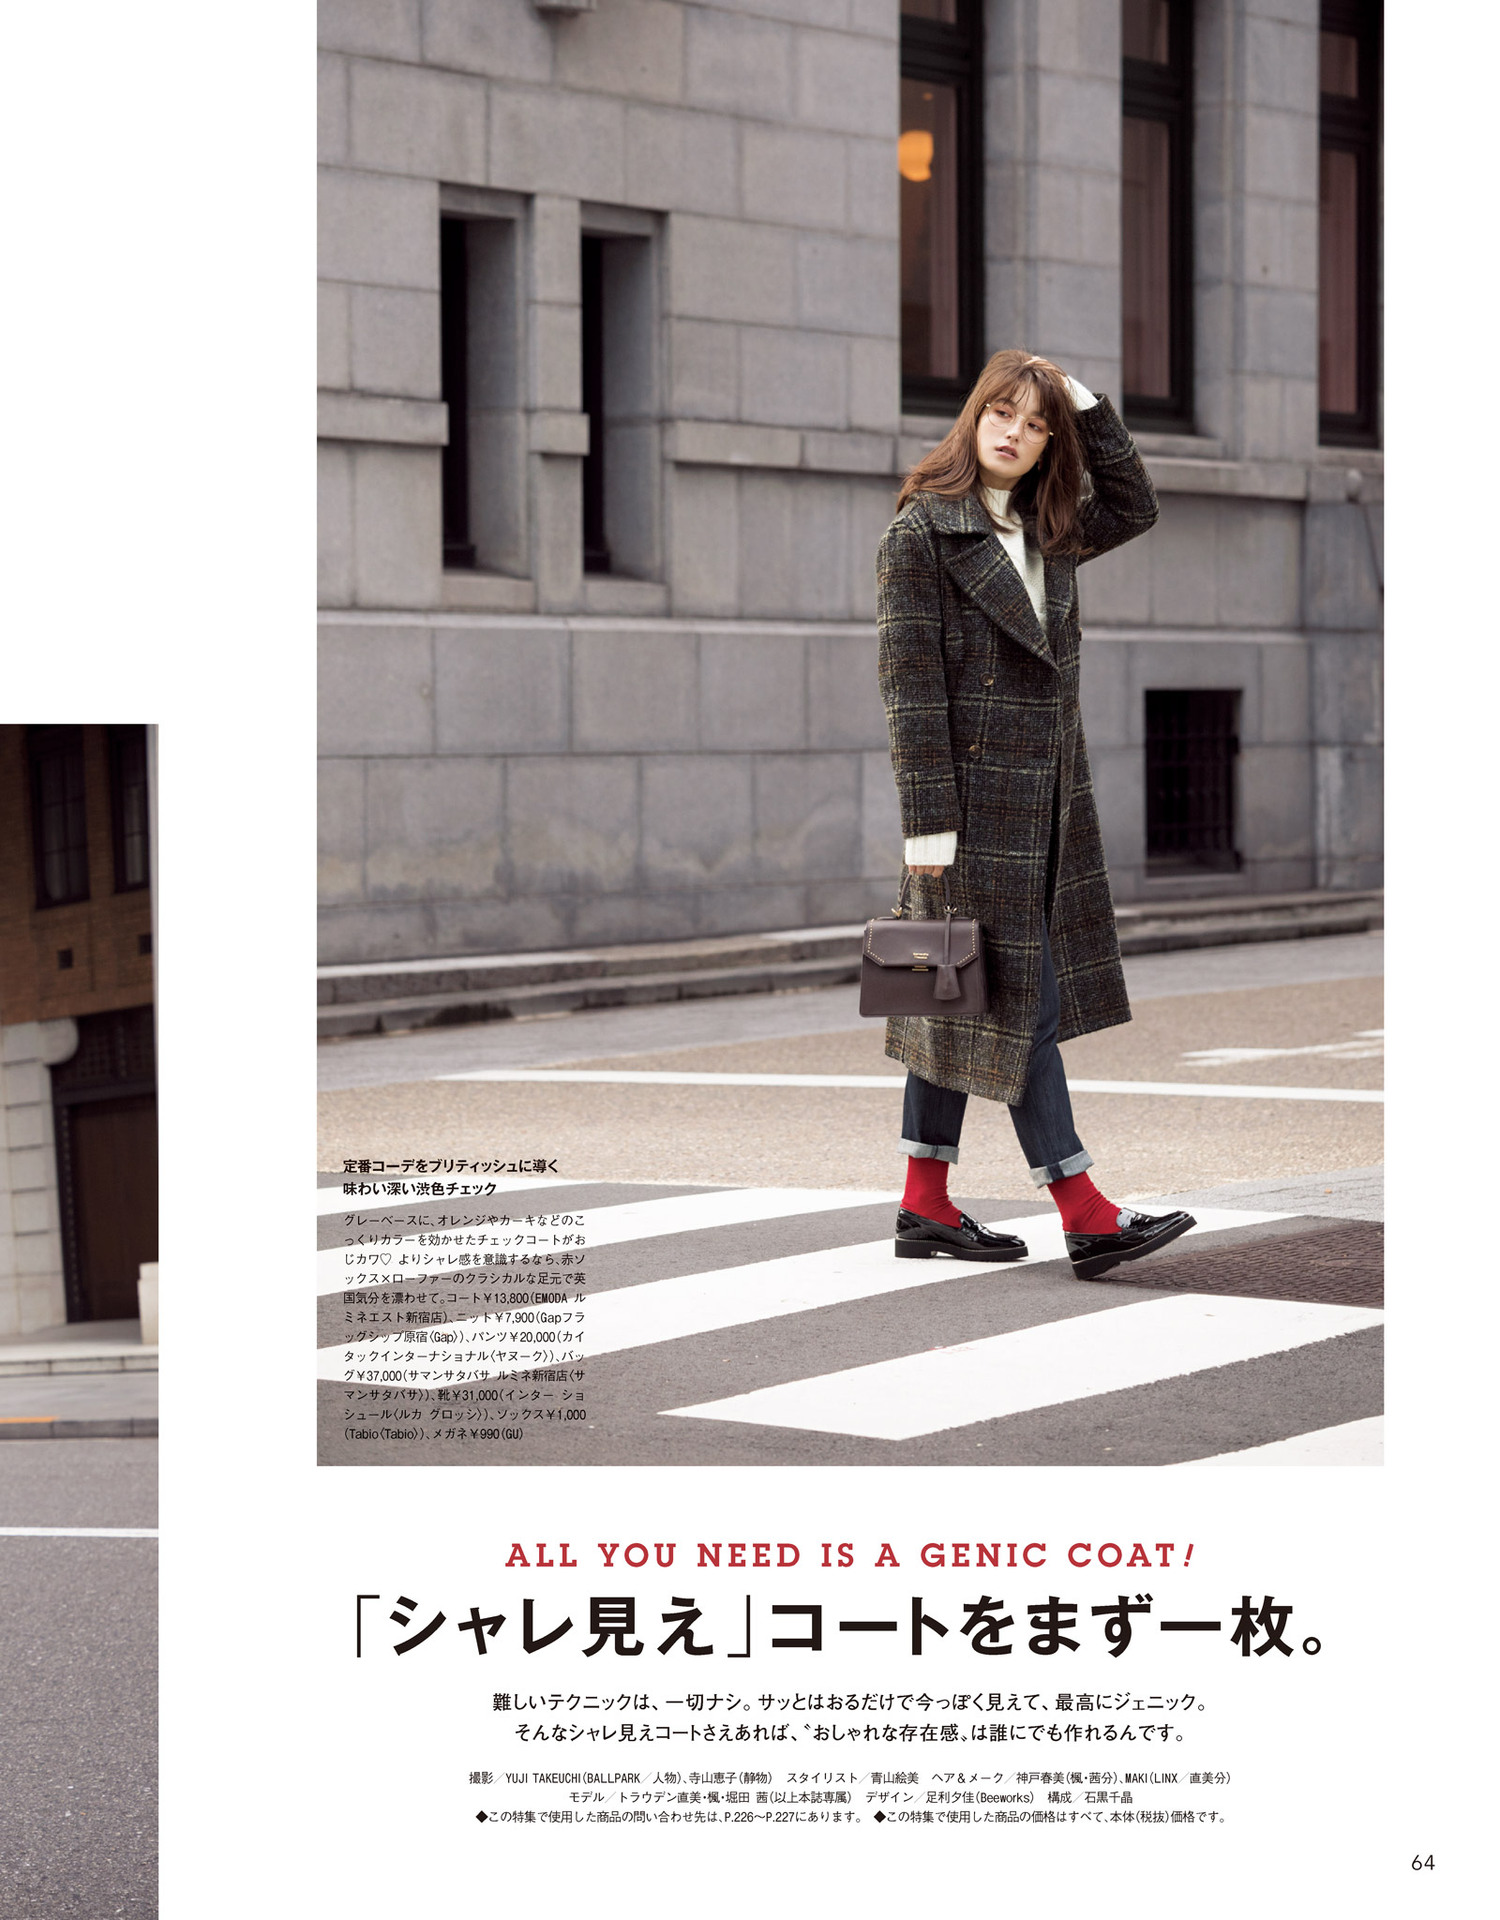 定番コーデをブリティッシュに導く
味わい深い渋色チェック
グレーベースに、オレンジやカーキなどのこ
っくりカラーを効かせたチェックコートがお
じカワ♡ よりシャレ感を意識するなら、赤ソ
ックス×ローファーのクラシカルな足元で英
国気分を漂わせて。コート￥13,800（EMODA ル
ミネエスト新宿店）、ニット￥7,900（Gapフラ
ッグシップ原宿〈Gap〉）、パンツ￥20,000（カイ
タックインターナショナル〈ヤヌーク〉）、バッ
グ￥37,000（サマンサタバサ ルミネ新宿店〈サ
マンサタバサ〉）、靴￥31,000（インター ショ
シュール〈ルカ グロッシ〉）、ソックス￥1,000
（Tabio〈Tabio〉）、メガネ￥990（GU）
ALL YOU NEED IS A GENIC COAT!
「シャレ見え」コートをまず一枚。
難しいテクニックは、一切ナシ。サッとはおるだけで今っぽく見えて、最高にジェニック。
そんなシャレ見えコートさえあれば、〝おしゃれな存在感〟は誰にでも作れるんです。
撮影／YUJI TAKEUCHI（BALLPARK／人物）、寺山恵子（静物） スタイリスト／青山絵美 ヘア＆メーク／神戸春美（楓・茜分）、MAKI（LINX／直美分）
モデル／トラウデン直美・楓・堀田 茜（以上本誌専属） デザイン／足利夕佳（Beeworks） 構成／石黒千晶
◆この特集で使用した商品の問い合わせ先は、P.226〜P.227にあります。 ◆この特集で使用した商品の価格はすべて、本体（税抜）価格です。
64